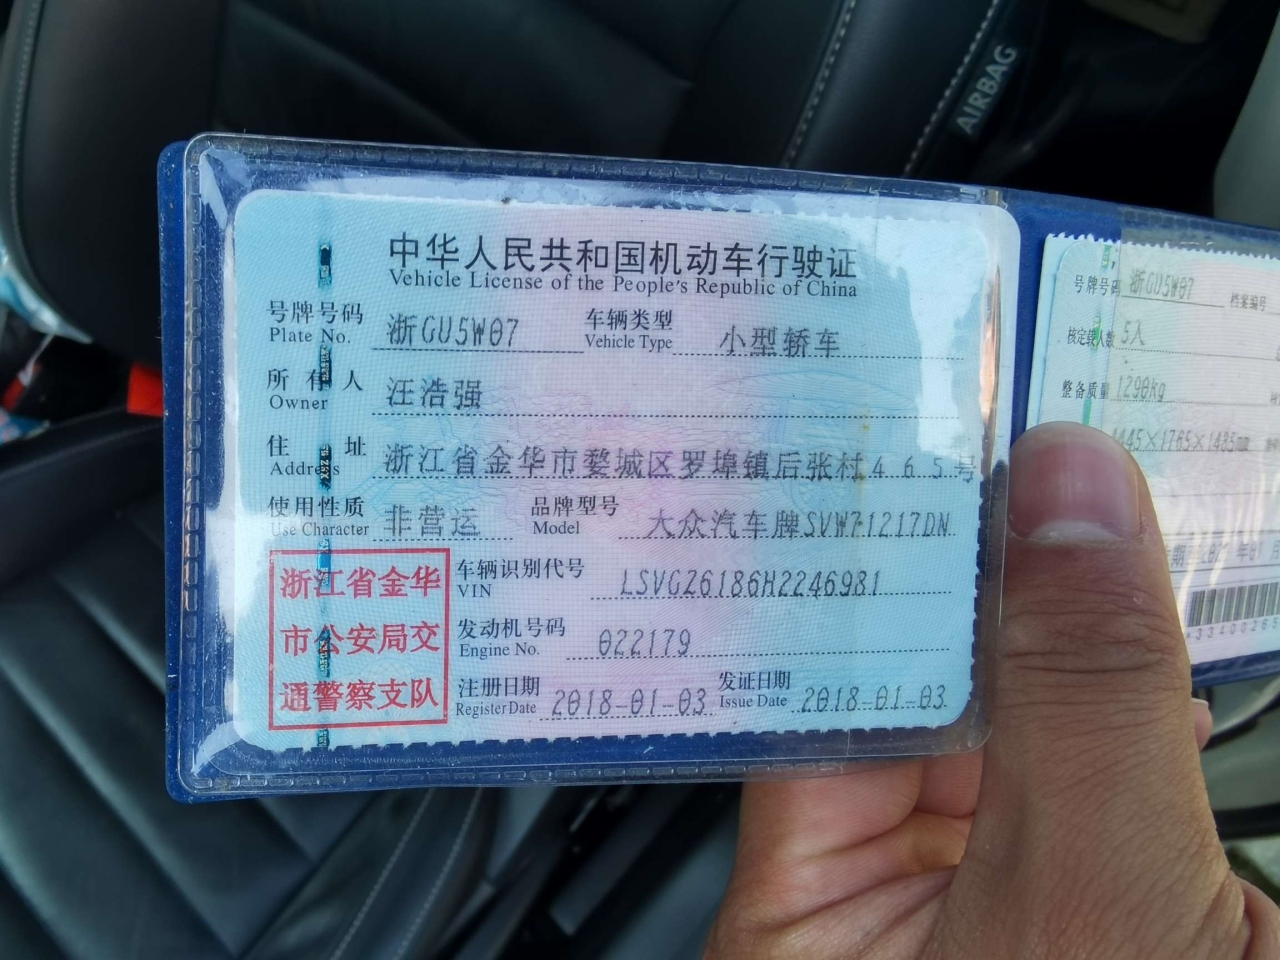 AIRBAG
中华人民共和国机动车行驶证
Vehicle License of the People's Republic of China
号牌号码 浙GU5W07 车辆类型 小型轿车
Plate No. Vehicle Type
所有人 汪浩强
Owner
住址 浙江省金华市婺城区罗埠镇后张村465号
Address
使用性质 非营运 品牌型号 大众汽车牌SVW71217DN
Use Character Model
浙江省金华
市公安局交
通警察支队
车辆识别代号 LSVGZ6186H2246981
VIN
发动机号码 022179
Engine No.
注册日期 2018-01-03 发证日期 2018-01-03
Register Date Issue Date
号牌号码 浙GU5W07 档案编号
核定载人数 5人
整备质量 1290kg